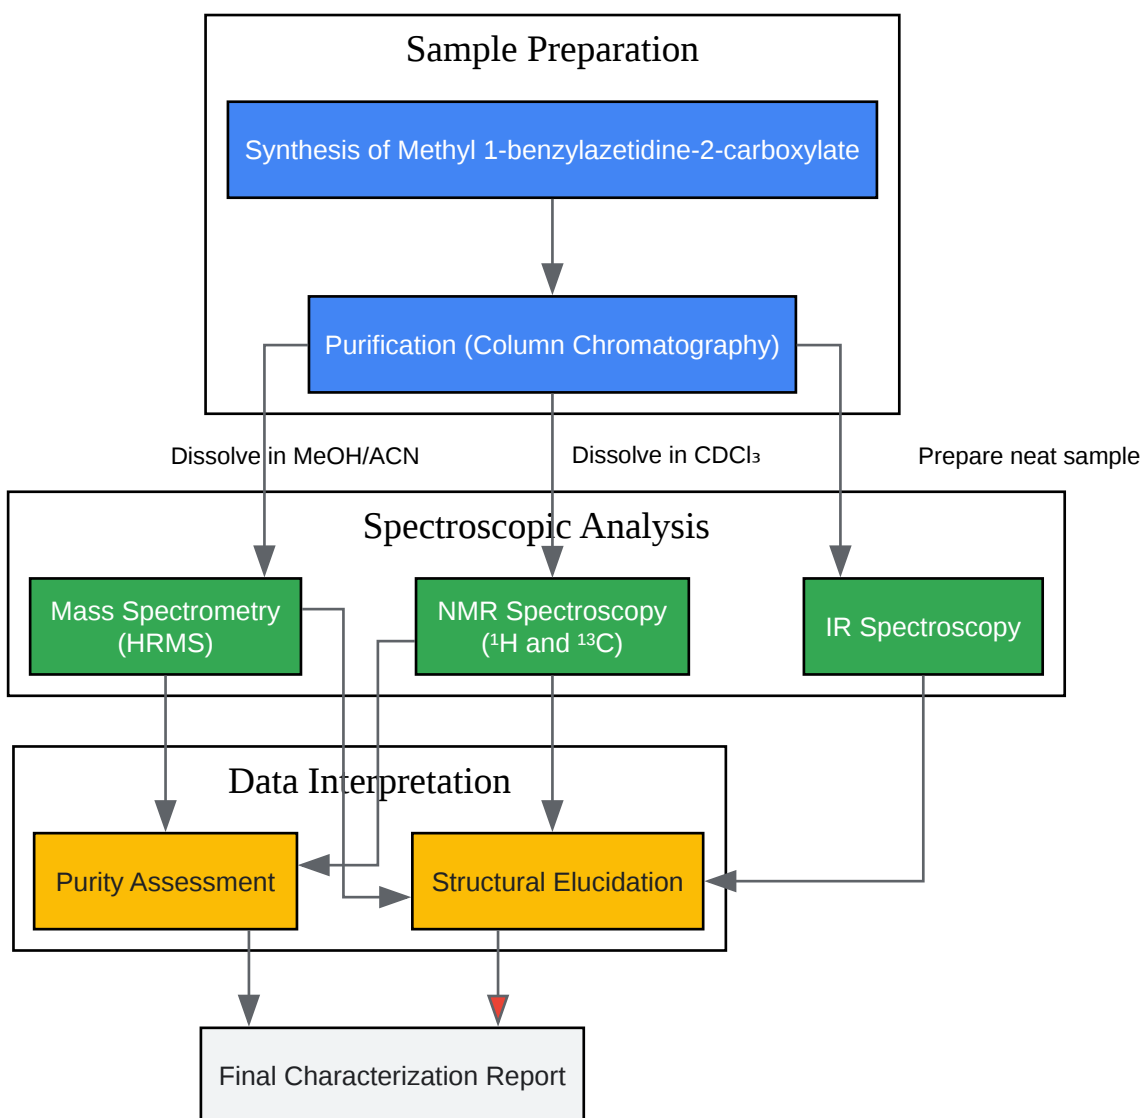 Sample Preparation
Synthesis of Methyl 1-benzylazetidine-2-carboxylate
Purification (Column Chromatography)
Dissolve in MeOH/ACN
Dissolve in CDCl₃
Prepare neat sample
Spectroscopic Analysis
Mass Spectrometry
(HRMS)
NMR Spectroscopy
(¹H and ¹³C)
IR Spectroscopy
Data Interpretation
Purity Assessment
Structural Elucidation
Final Characterization Report